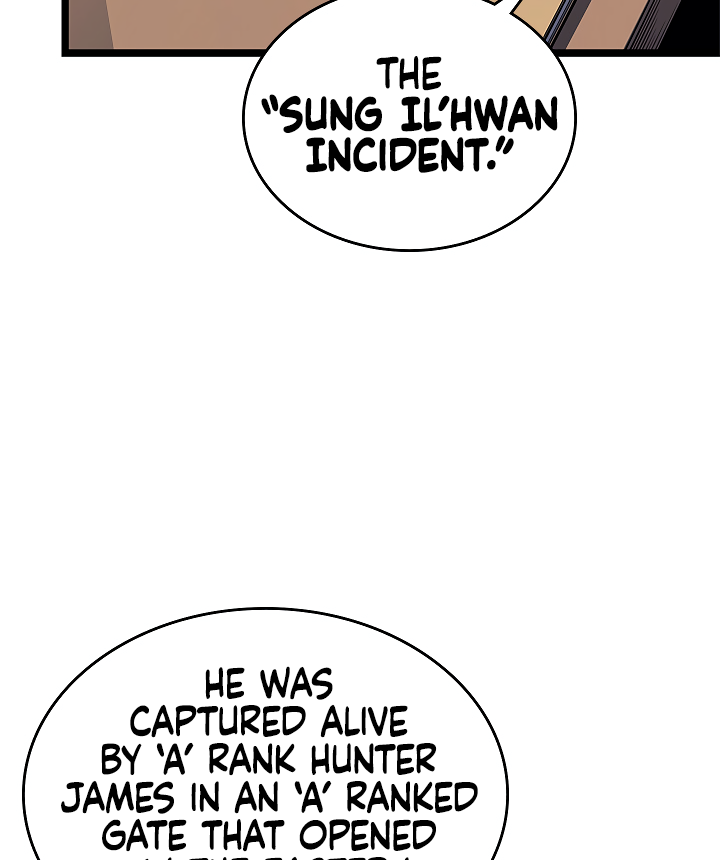 THE
"SUNG IL'HWAN
INCIDENT."
HE WAS
CAPTURED ALIVE
BY 'A' RANK HUNTER
JAMES IN AN 'A' RANKED
GATE THAT OPENED